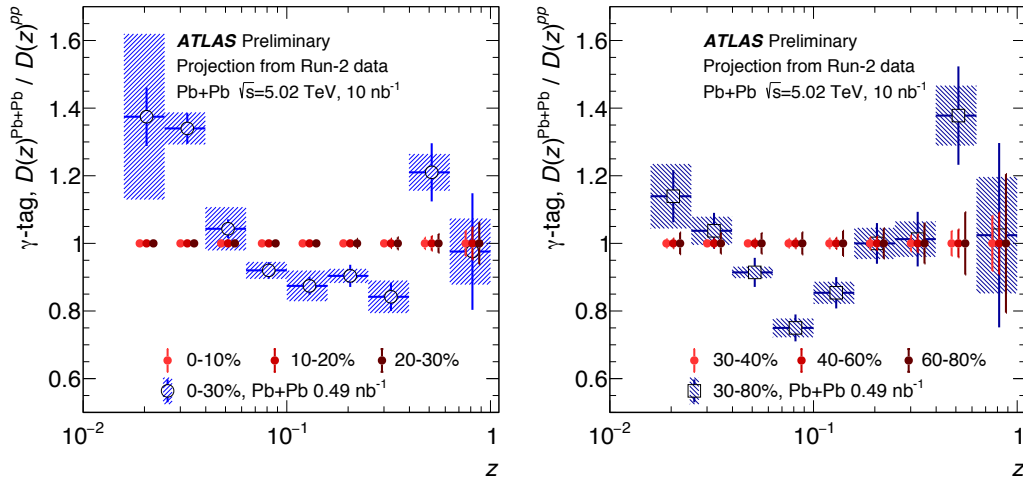 γ-tag, D(z)^Pb+Pb / D(z)^pp
1.6
1.4
1.2
1
0.8
0.6
ATLAS Preliminary
Projection from Run-2 data
Pb+Pb √s=5.02 TeV, 10 nb⁻¹
0-10% 10-20% 20-30%
0-30%, Pb+Pb 0.49 nb⁻¹
10⁻² 10⁻¹ 1
z
γ-tag, D(z)^Pb+Pb / D(z)^pp
1.6
1.4
1.2
1
0.8
0.6
ATLAS Preliminary
Projection from Run-2 data
Pb+Pb √s=5.02 TeV, 10 nb⁻¹
30-40% 40-60% 60-80%
30-80%, Pb+Pb 0.49 nb⁻¹
10⁻² 10⁻¹ 1
z